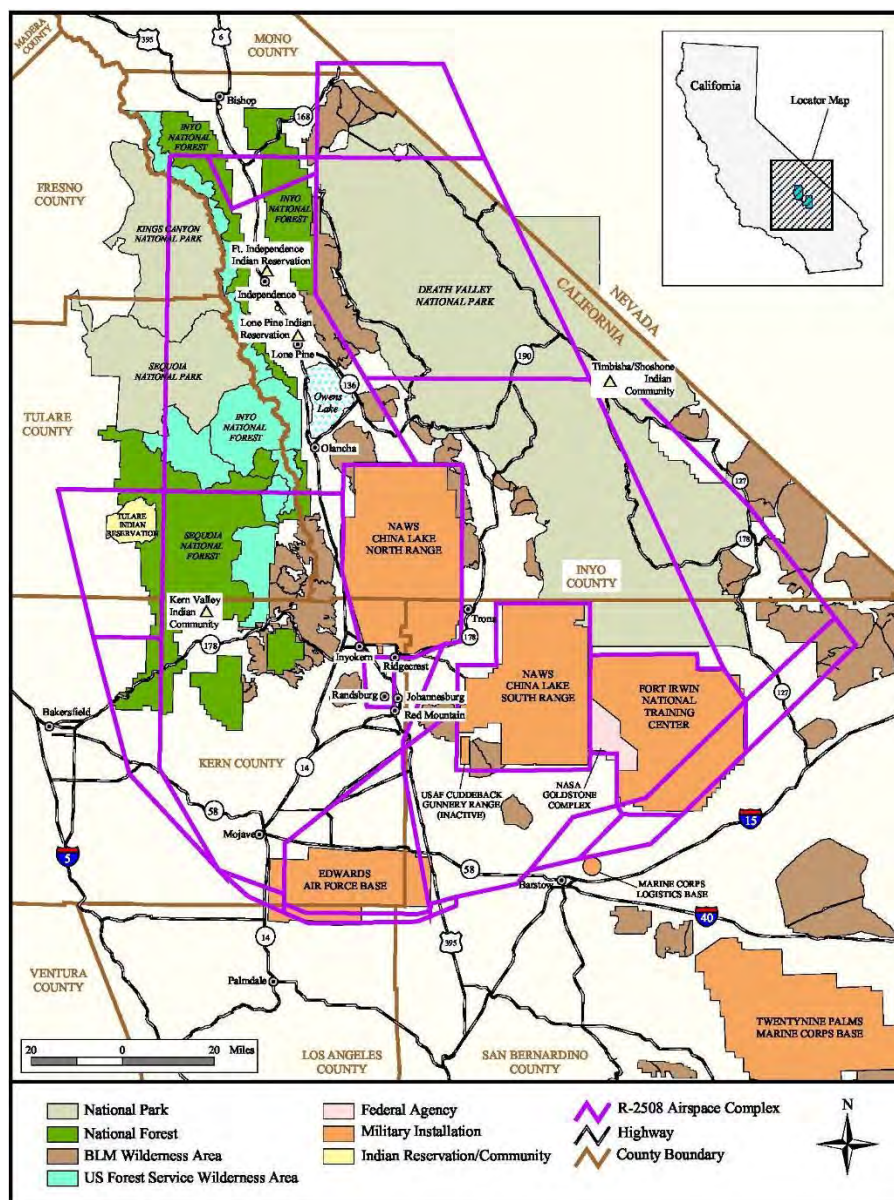 MADERA
COUNTY
395
6
MONO
COUNTY
Bishop
168
INYO
NATIONAL
FOREST
FRESNO
COUNTY
KINGS CANYON
NATIONAL PARK
INYO
NATIONAL
FOREST
Ft. Independence
Indian Reservation
Independence
Lone Pine Indian
Reservation
Lone Pine
DEATH VALLEY
NATIONAL PARK
CALIFORNIA
NEVADA
California
Locator Map
SEQUOIA
NATIONAL PARK
136
190
Timbisha/Shoshone
Indian
Community
TULARE
COUNTY
INYO
NATIONAL
FOREST
Owens
Lake
Olancha
127
TULARE
INDIAN
RESERVATION
SEQUOIA
NATIONAL
FOREST
NAWS
CHINA LAKE
NORTH RANGE
178
INYO
COUNTY
Kern Valley
Indian
Community
178
Trona
178
Inyokern
Ridgecrest
Randsburg
Johannesburg
Red Mountain
NAWS
CHINA LAKE
SOUTH RANGE
FORT IRWIN
NATIONAL
TRAINING
CENTER
127
Bakersfield
KERN COUNTY
14
USAF CUDDEBACK
GUNNERY RANGE
(INACTIVE)
NASA
GOLDSTONE
COMPLEX
58
Mojave
15
5
EDWARDS
AIR FORCE BASE
58
Barstow
MARINE CORPS
LOGISTICS BASE
40
14
395
VENTURA
COUNTY
Palmdale
TWENTYNINE PALMS
MARINE CORPS BASE
20 0 20 Miles
LOS ANGELES
COUNTY
SAN BERNARDINO
COUNTY
National Park
National Forest
BLM Wilderness Area
US Forest Service Wilderness Area
Federal Agency
Military Installation
Indian Reservation/Community
R-2508 Airspace Complex
Highway
County Boundary
N